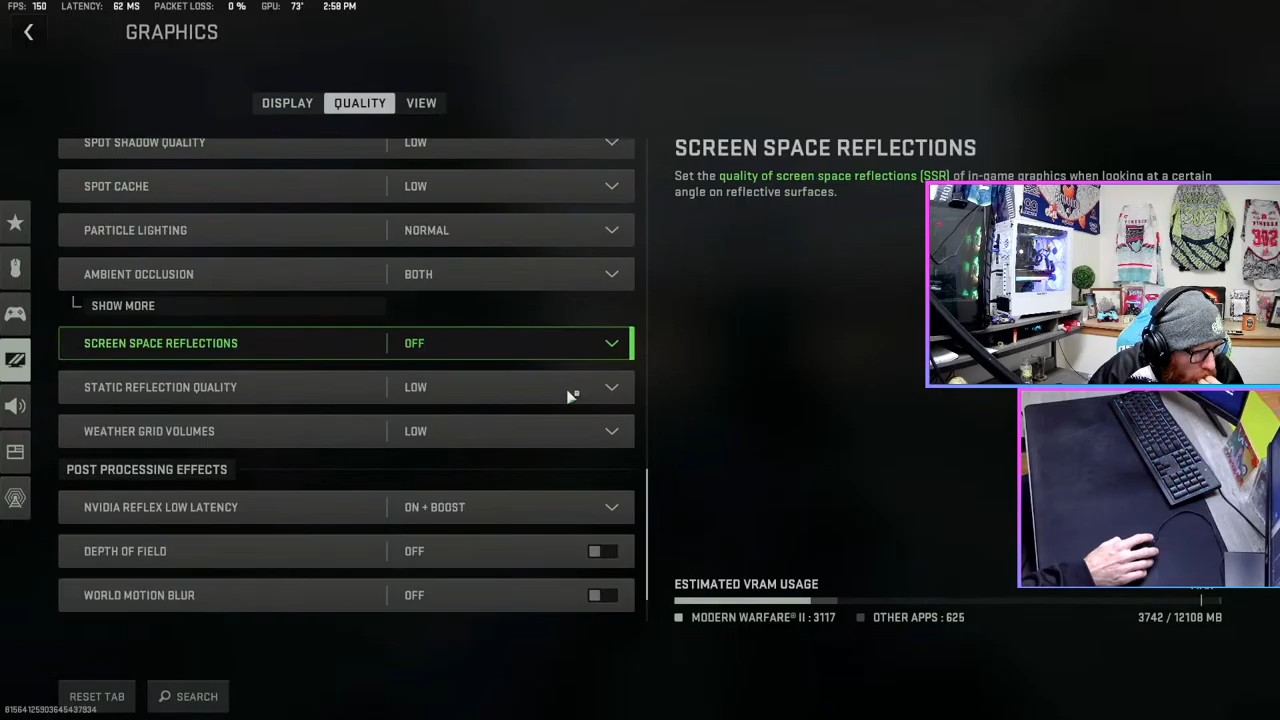 FPS: 150 LATENCY: 62 MS PACKET LOSS: 0 % GPU: 73° 2:58 PM
GRAPHICS
DISPLAY QUALITY VIEW
SPOT SHADOW QUALITY LOW
SPOT CACHE LOW
PARTICLE LIGHTING NORMAL
AMBIENT OCCLUSION BOTH
SHOW MORE
SCREEN SPACE REFLECTIONS OFF
STATIC REFLECTION QUALITY LOW
WEATHER GRID VOLUMES LOW
POST PROCESSING EFFECTS
NVIDIA REFLEX LOW LATENCY ON + BOOST
DEPTH OF FIELD OFF
WORLD MOTION BLUR OFF
RESET TAB SEARCH
81564125903645437934
SCREEN SPACE REFLECTIONS
Set the quality of screen space reflections (SSR) of in-game graphics when looking at a certain
angle on reflective surfaces.
302
ESTIMATED VRAM USAGE
MODERN WARFARE® II : 3117 OTHER APPS : 625 3742 / 12108 MB